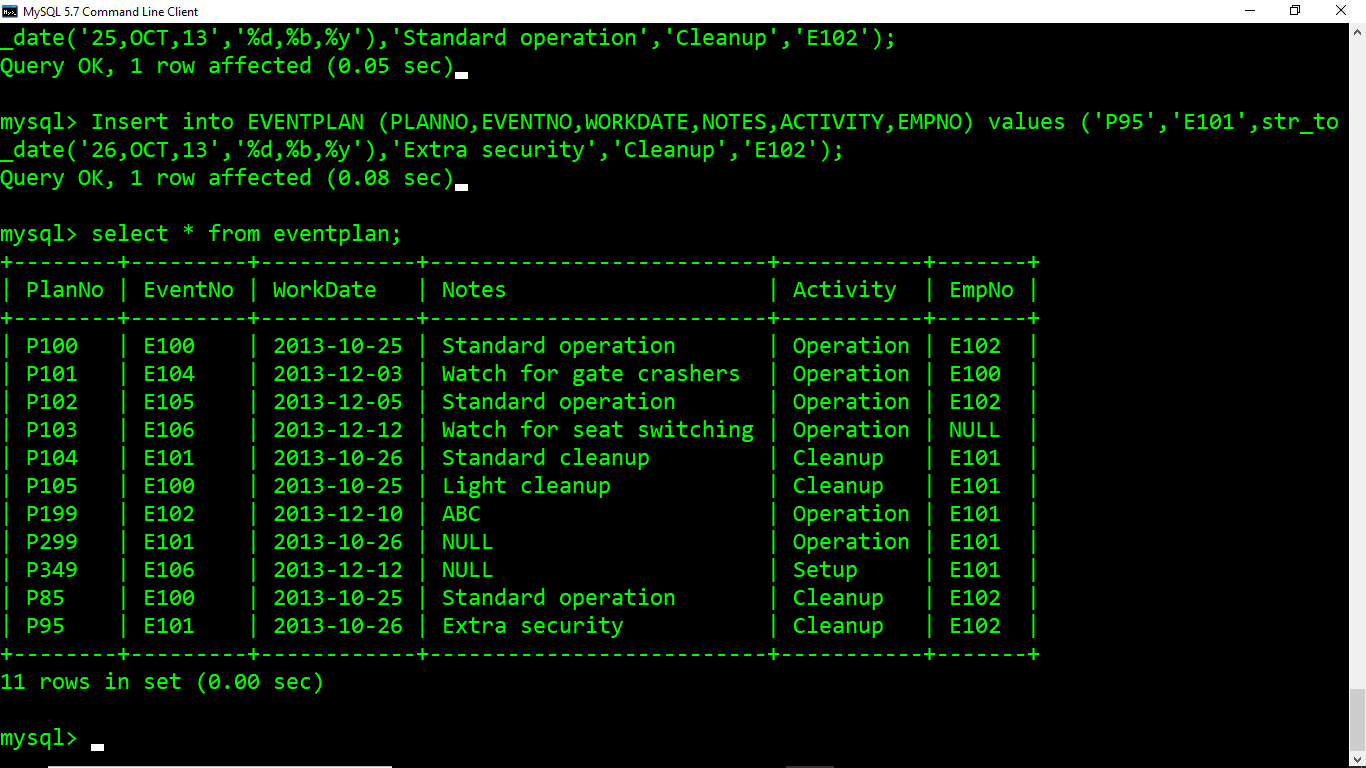 MySQL 5.7 Command Line Client
_date('25,OCT,13','%d,%b,%y'),'Standard operation','Cleanup','E102');
Query OK, 1 row affected (0.05 sec)

mysql> Insert into EVENTPLAN (PLANNO,EVENTNO,WORKDATE,NOTES,ACTIVITY,EMPNO) values ('P95','E101',str_to
_date('26,OCT,13','%d,%b,%y'),'Extra security','Cleanup','E102');
Query OK, 1 row affected (0.08 sec)

mysql> select * from eventplan;
+--------+---------+------------+--------------------------+-----------+-------+
| PlanNo | EventNo | WorkDate   | Notes                    | Activity  | EmpNo |
+--------+---------+------------+--------------------------+-----------+-------+
| P100   | E100    | 2013-10-25 | Standard operation       | Operation | E102  |
| P101   | E104    | 2013-12-03 | Watch for gate crashers  | Operation | E100  |
| P102   | E105    | 2013-12-05 | Standard operation       | Operation | E102  |
| P103   | E106    | 2013-12-12 | Watch for seat switching | Operation | NULL  |
| P104   | E101    | 2013-10-26 | Standard cleanup         | Cleanup   | E101  |
| P105   | E100    | 2013-10-25 | Light cleanup            | Cleanup   | E101  |
| P199   | E102    | 2013-12-10 | ABC                      | Operation | E101  |
| P299   | E101    | 2013-10-26 | NULL                     | Operation | E101  |
| P349   | E106    | 2013-12-12 | NULL                     | Setup     | E101  |
| P85    | E100    | 2013-10-25 | Standard operation       | Cleanup   | E102  |
| P95    | E101    | 2013-10-26 | Extra security           | Cleanup   | E102  |
+--------+---------+------------+--------------------------+-----------+-------+
11 rows in set (0.00 sec)

mysql>